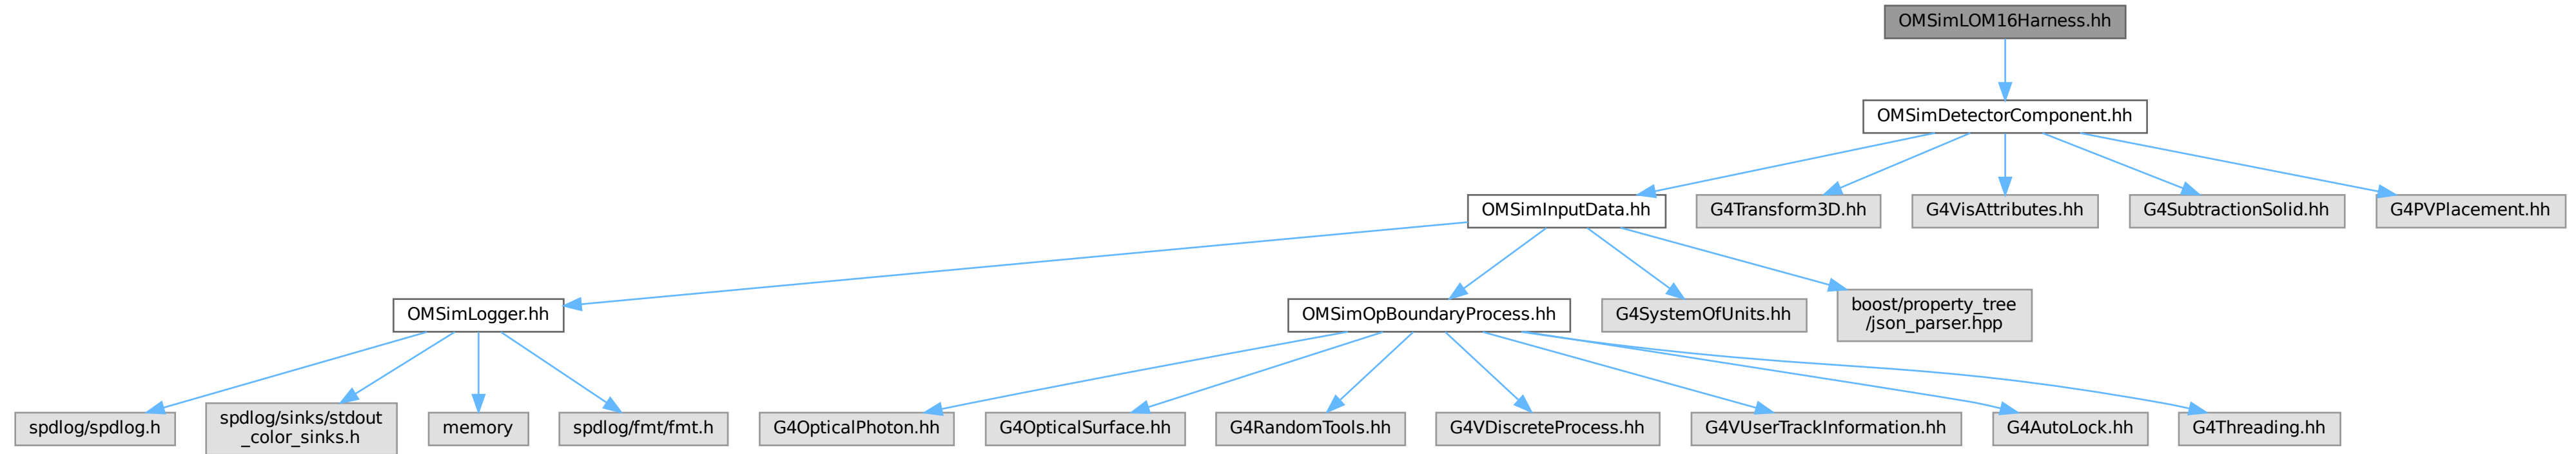 OMSimLOM16Harness.hh
OMSimDetectorComponent.hh
OMSimInputData.hh
G4Transform3D.hh
G4VisAttributes.hh
G4SubtractionSolid.hh
G4PVPlacement.hh
OMSimLogger.hh
OMSimOpBoundaryProcess.hh
G4SystemOfUnits.hh
boost/property_tree
/json_parser.hpp
spdlog/spdlog.h
spdlog/sinks/stdout
_color_sinks.h
memory
spdlog/fmt/fmt.h
G4OpticalPhoton.hh
G4OpticalSurface.hh
G4RandomTools.hh
G4VDiscreteProcess.hh
G4VUserTrackInformation.hh
G4AutoLock.hh
G4Threading.hh